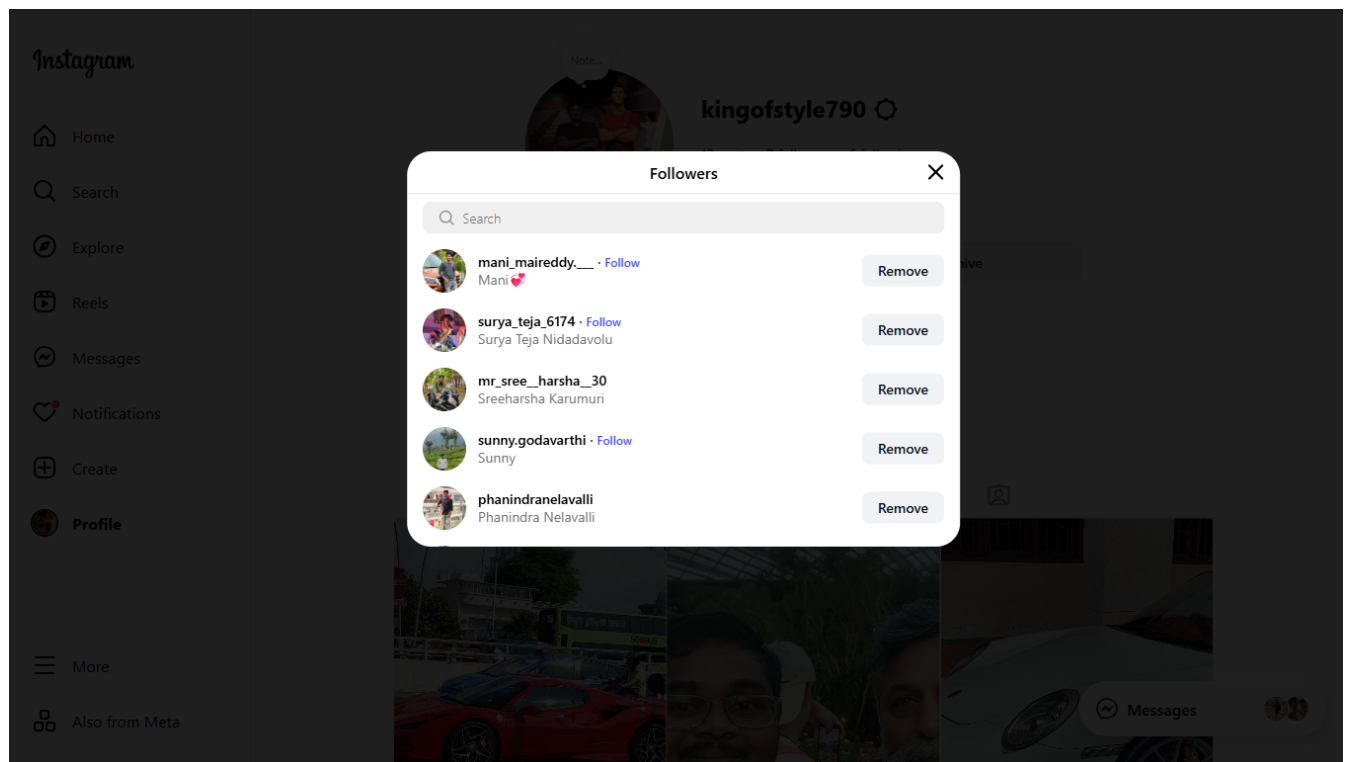 Instagram
Note...
kingofstyle790
Followers
Search
Home
Search
Explore
Reels
Messages
Notifications
Create
Profile
More
Also from Meta
mani_maireddy.___ · Follow
Mani💞
Remove
surya_teja_6174 · Follow
Surya Teja Nidadavolu
Remove
mr_sree__harsha__30
Sreeharsha Karumuri
Remove
sunny.godavarthi · Follow
Sunny
Remove
phanindranelavalli
Phanindra Nelavalli
Remove
Messages